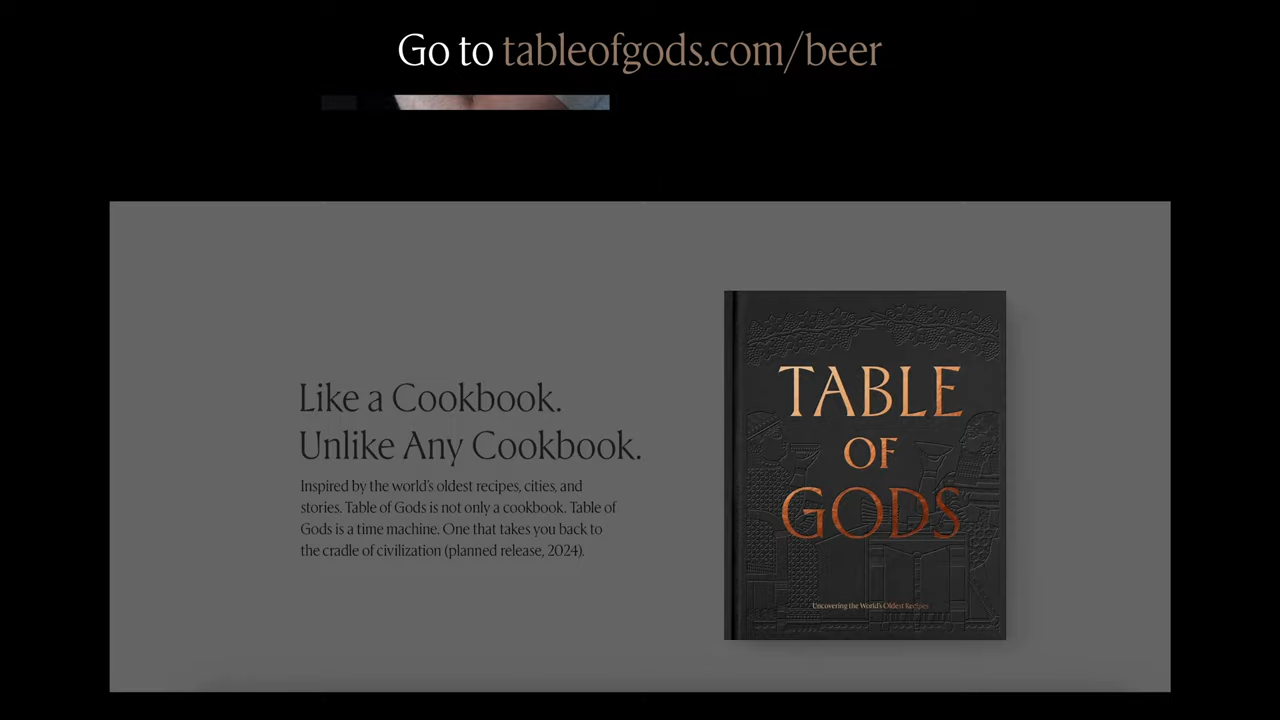 Go to tableofgods.com/beer
Like a Cookbook.
Unlike Any Cookbook.
Inspired by the world's oldest recipes, cities, and
stories. Table of Gods is not only a cookbook. Table of
Gods is a time machine. One that takes you back to
the cradle of civilization (planned release, 2024).
TABLE
OF
GODS
Uncovering the World's Oldest Recipes